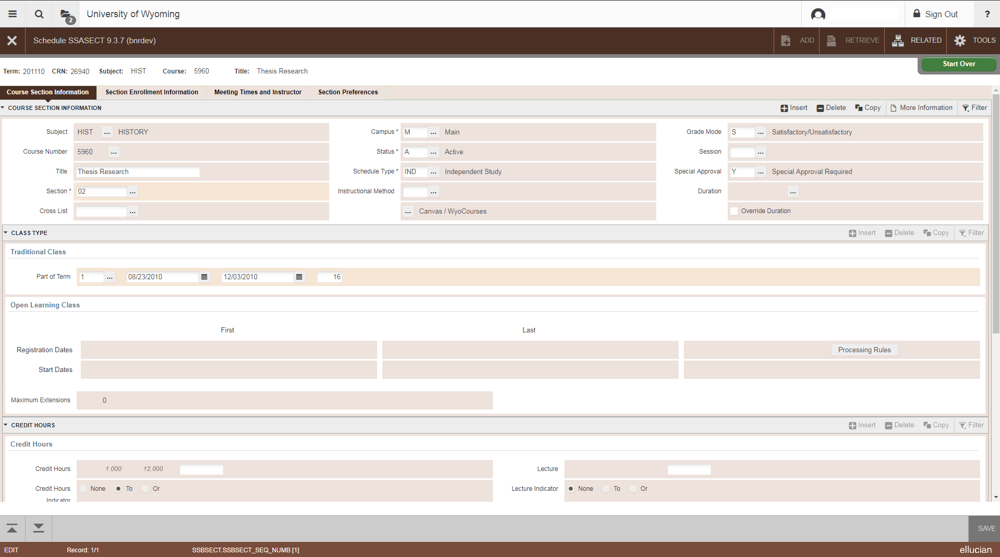 2 University of Wyoming Sign Out ?
Schedule SSASECT 9.3.7 (bnrdev) ADD RETRIEVE RELATED TOOLS
Start Over
Term: 201110 CRN: 26940 Subject: HIST Course: 5960 Title: Thesis Research
Course Section Information Section Enrollment Information Meeting Times and Instructor Section Preferences
COURSE SECTION INFORMATION Insert Delete Copy More Information Filter
Subject HIST ... HISTORY Campus * M ... Main Grade Mode S ... Satisfactory/Unsatisfactory
Course Number 5960 ... Status * A ... Active Session ...
Title Thesis Research Schedule Type * IND ... Independent Study Special Approval Y ... Special Approval Required
Section * 02 ... Instructional Method ... Duration ...
Cross List ... ... Canvas / WyoCourses Override Duration
CLASS TYPE Insert Delete Copy Filter
Traditional Class
Part of Term 1 ... 08/23/2010 12/03/2010 16
Open Learning Class
First Last
Registration Dates Processing Rules
Start Dates
Maximum Extensions 0
CREDIT HOURS Insert Delete Copy Filter
Credit Hours
Credit Hours 1.000 12.000 Lecture
Credit Hours None To Or Lecture Indicator None To Or
Indicator
SAVE
EDIT Record: 1/1 SSBSECT.SSBSECT_SEQ_NUMB [1] ellucian